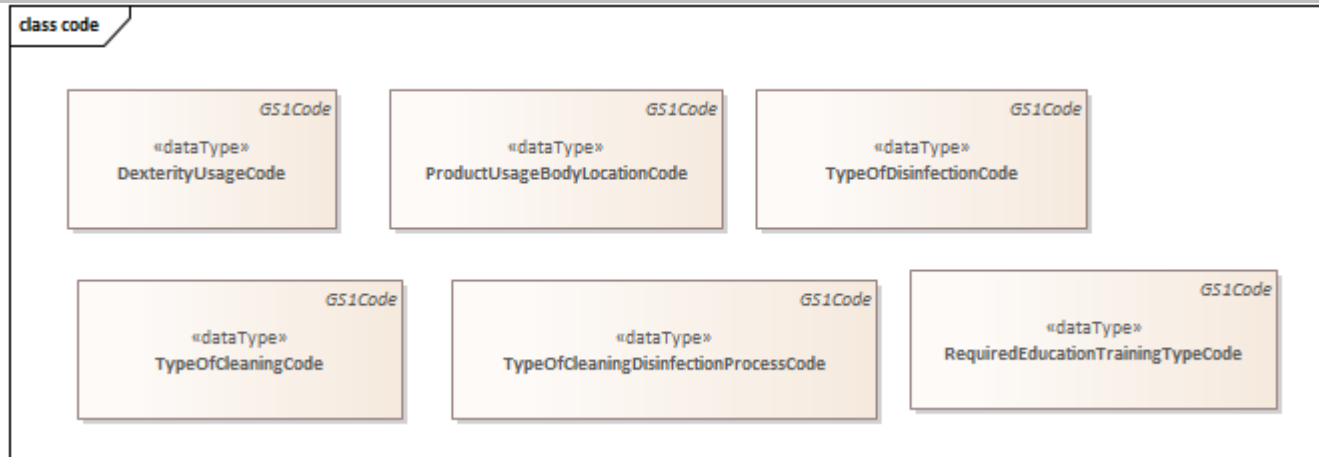 class code
GS1Code
«dataType»
DexterityUsageCode
GS1Code
«dataType»
ProductUsageBodyLocationCode
GS1Code
«dataType»
TypeOfDisinfectionCode
GS1Code
«dataType»
TypeOfCleaningCode
GS1Code
«dataType»
TypeOfCleaningDisinfectionProcessCode
GS1Code
«dataType»
RequiredEducationTrainingTypeCode